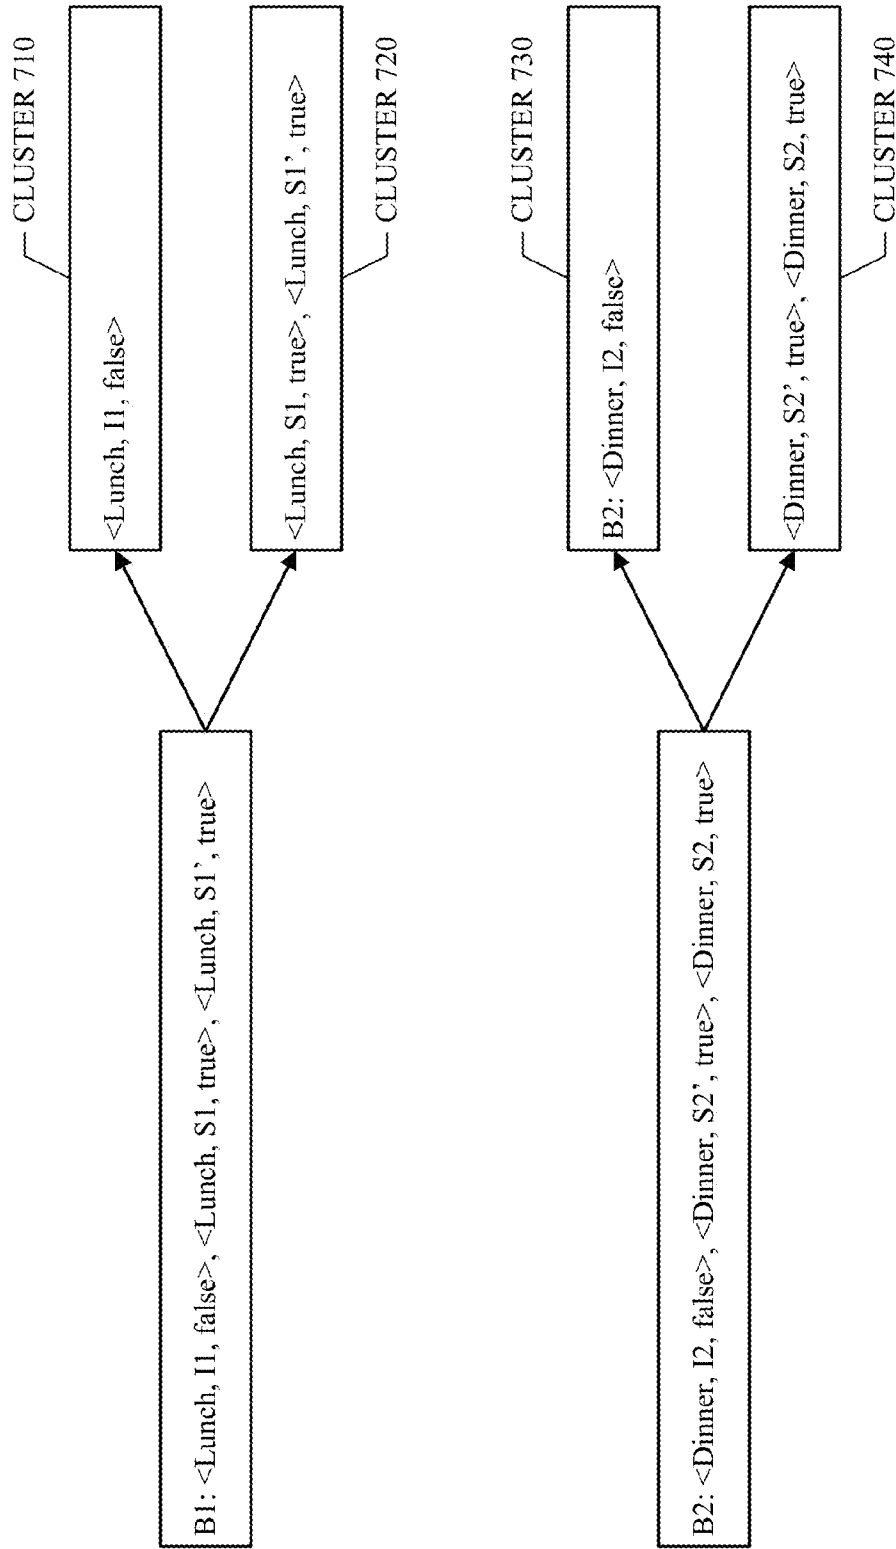 CLUSTER 710
<Lunch, I1, false>
B1: <Lunch, I1, false>, <Lunch, S1, true>, <Lunch, S1’, true>
<Lunch, S1, true>, <Lunch, S1’, true>
CLUSTER 720
CLUSTER 730
B2: <Dinner, I2, false>
B2: <Dinner, I2, false>, <Dinner, S2’, true>, <Dinner, S2, true>
<Dinner, S2’, true>, <Dinner, S2, true>
CLUSTER 740